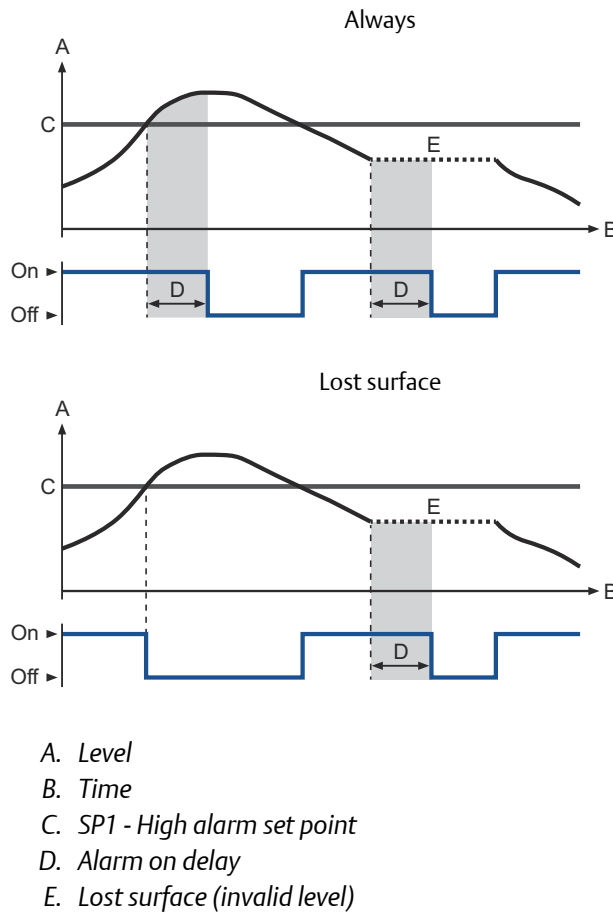 Always
A
C
E
B
On
D
D
Off
Lost surface
A
C
E
B
On
D
Off
A. Level
B. Time
C. SP1 - High alarm set point
D. Alarm on delay
E. Lost surface (invalid level)